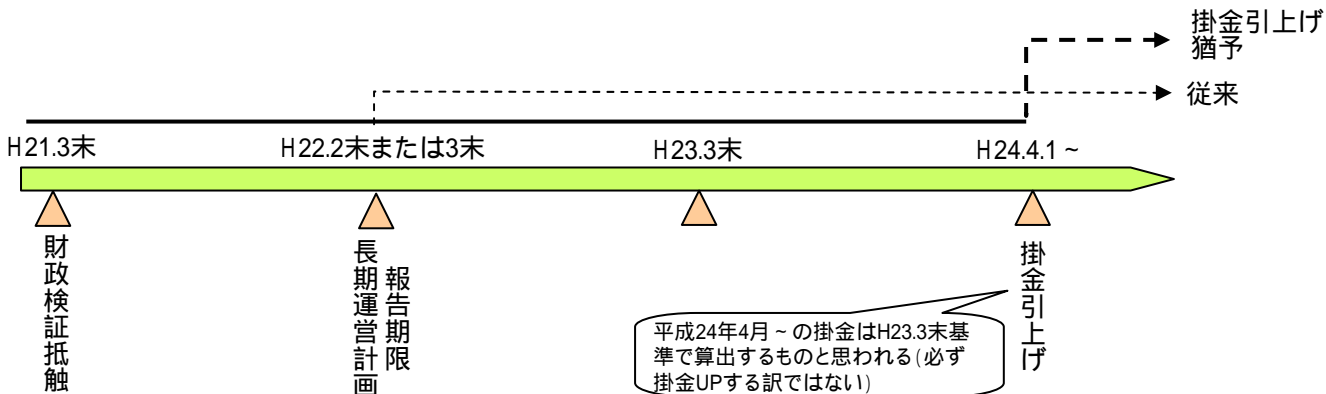 掛金引上げ
猶予
従来
H21.3末
H22.2末または3末
H23.3末
H24.4.1 ~
財政検証抵触
報告期限
長期運営計画
掛金引上げ
平成24年4月~の掛金はH23.3末基
準で算出するものと思われる(必ず
掛金UPする訳ではない)